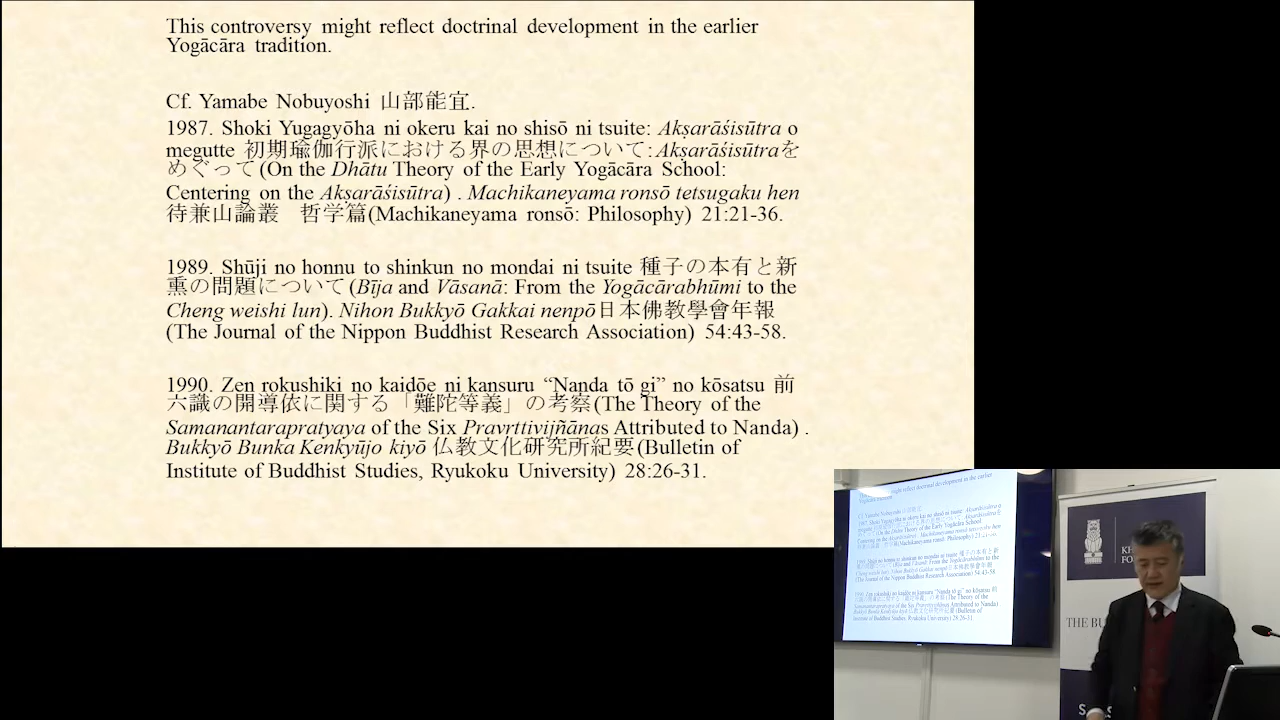 This controversy might reflect doctrinal development in the earlier
Yogācāra tradition.
Cf. Yamabe Nobuyoshi 山部能宜.
1987. Shoki Yugagyōha ni okeru kai no shisō ni tsuite: Akṣarāśisūtra o
megutte 初期瑜伽行派における界の思想について:Akṣarāśisūtraを
めぐって(On the Dhātu Theory of the Early Yogācāra School:
Centering on the Akṣarāśisūtra) . Machikaneyama ronsō tetsugaku hen
待兼山論叢　哲学篇(Machikaneyama ronsō: Philosophy) 21:21-36.
1989. Shūji no honnu to shinkun no mondai ni tsuite 種子の本有と新
熏の問題について(Bīja and Vāsanā: From the Yogācārabhūmi to the
Cheng weishi lun). Nihon Bukkyō Gakkai nenpō日本佛教學會年報
(The Journal of the Nippon Buddhist Research Association) 54:43-58.
1990. Zen rokushiki no kaidōe ni kansuru “Nanda tō gi” no kōsatsu 前
六識の開導依に関する「難陀等義」の考察(The Theory of the
Samanantarapratyaya of the Six Pravrttivijñānas Attributed to Nanda) .
Bukkyō Bunka Kenkyūjo kiyō 仏教文化研究所紀要(Bulletin of
Institute of Buddhist Studies, Ryukoku University) 28:26-31.
THE BU